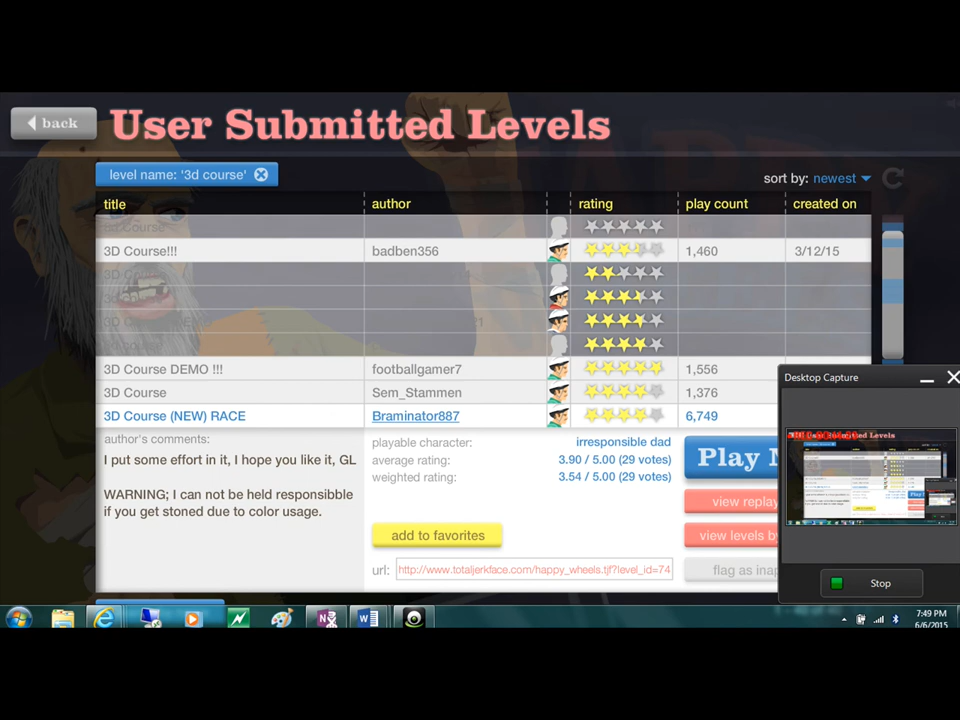 back
User Submitted Levels
level name: '3d course'
sort by: newest
title author rating play count created on
3D Course!!! badben356 1,460 3/12/15
3D Course DEMO !!! footballgamer7 1,556
3D Course Sem_Stammen 1,376
3D Course (NEW) RACE Braminator887 6,749
author's comments:
I put some effort in it, I hope you like it, GL
WARNING; I can not be held responsibble
if you get stoned due to color usage.
playable character: irresponsible dad
average rating: 3.90 / 5.00 (29 votes)
weighted rating: 3.54 / 5.00 (29 votes)
add to favorites
url: http://www.totaljerkface.com/happy_wheels.tjf?level_id=74
Play
view replay
view levels
flag as
Desktop Capture
Stop
7:49 PM
6/6/2015